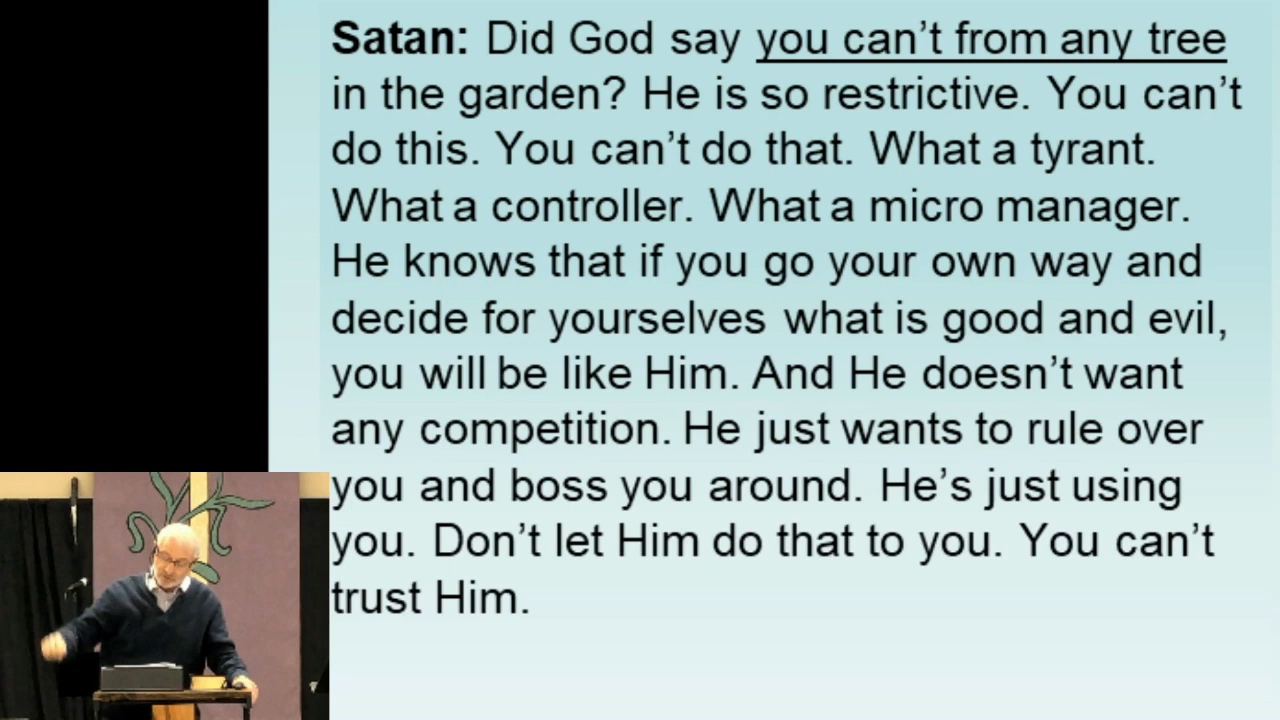 Satan: Did God say you can’t from any tree
in the garden? He is so restrictive. You can’t
do this. You can’t do that. What a tyrant.
What a controller. What a micro manager.
He knows that if you go your own way and
decide for yourselves what is good and evil,
you will be like Him. And He doesn’t want
any competition. He just wants to rule over
you and boss you around. He’s just using
you. Don’t let Him do that to you. You can’t
trust Him.